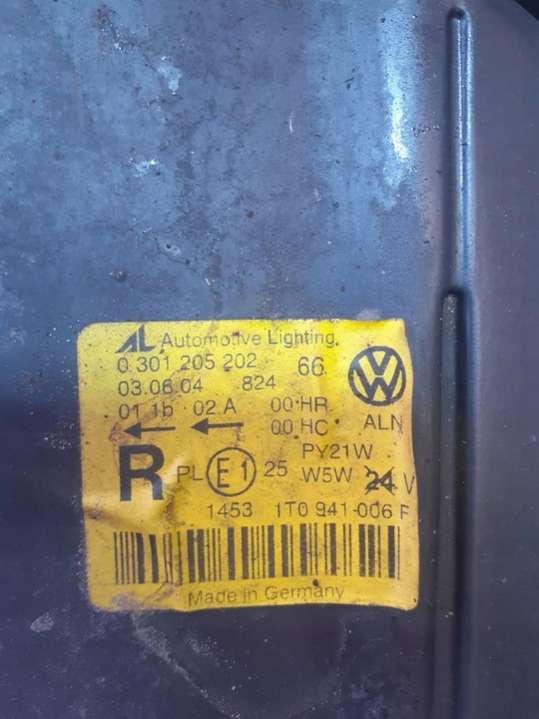 AL Automotive Lighting
0 301 205 202 66
03.06.04 824
01 1b 02 A 00 HR
00 HC ALN
PY21W
R PL E1 25 W5W 24 V
1453 1T0 941 006 F
Made in Germany